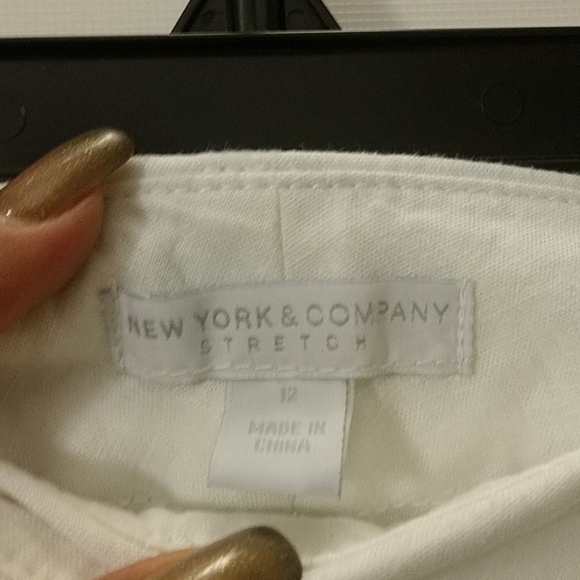 NEW YORK & COMPANY
STRETCH
12
MADE IN
CHINA